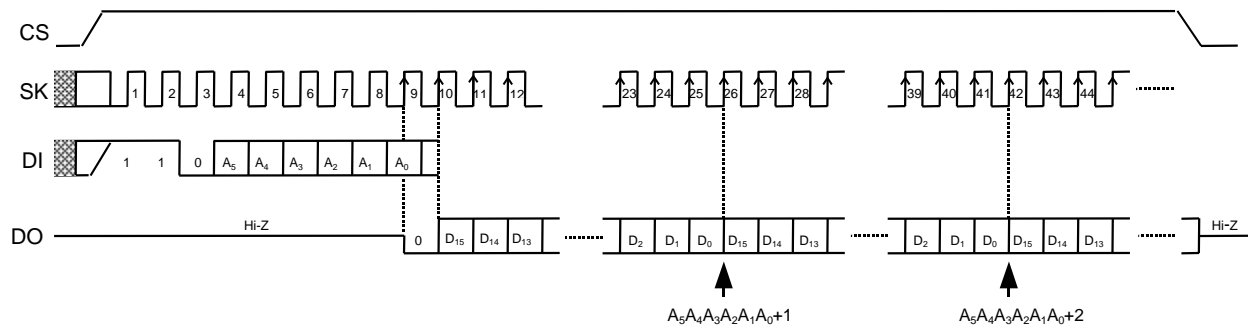 CS
SK 1 2 3 4 5 6 7 8 9 10 11 12 23 24 25 26 27 28 39 40 41 42 43 44
DI 1 1 0 A5 A4 A3 A2 A1 A0
Hi-Z Hi-Z
DO 0 D15 D14 D13 D2 D1 D0 D15 D14 D13 D2 D1 D0 D15 D14 D13
A5A4A3A2A1A0+1 A5A4A3A2A1A0+2